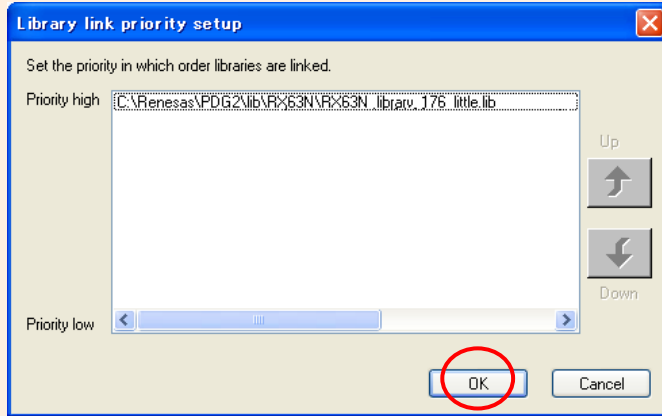 Library link priority setup
Set the priority in which order libraries are linked.
Priority high
C:\Renesas\PDG2\lib\RX63N\RX63N_library_176_little.lib
Up
Down
Priority low
OK
Cancel